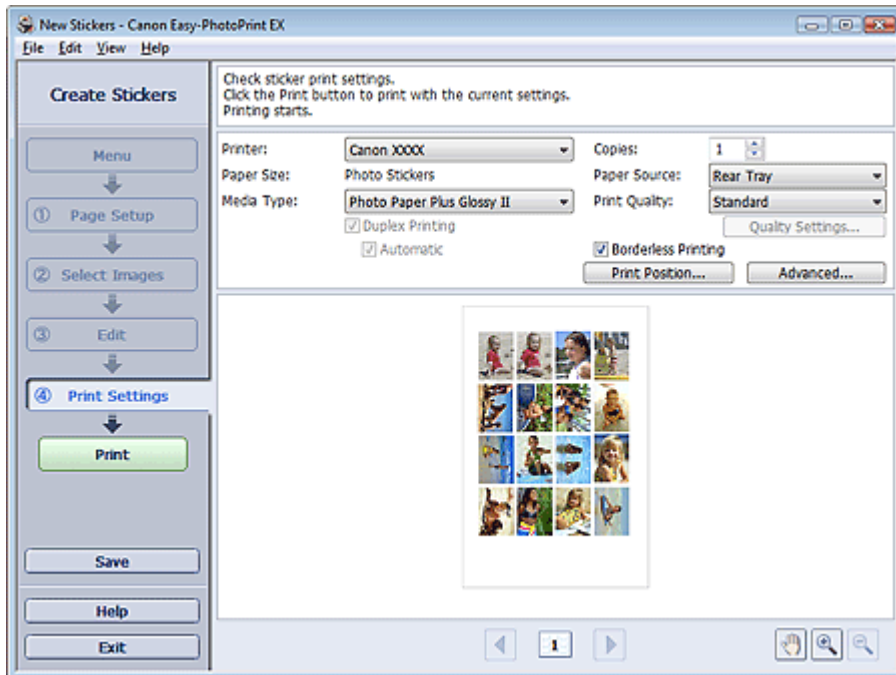 New Stickers - Canon Easy-PhotoPrint EX
File Edit View Help
Create Stickers
Menu
① Page Setup
② Select Images
③ Edit
④ Print Settings
Print
Save
Help
Exit
Check sticker print settings.
Click the Print button to print with the current settings.
Printing starts.
Printer: Canon XXXX Copies: 1
Paper Size: Photo Stickers Paper Source: Rear Tray
Media Type: Photo Paper Plus Glossy II Print Quality: Standard
Duplex Printing Quality Settings...
Automatic Borderless Printing
Print Position... Advanced...
1